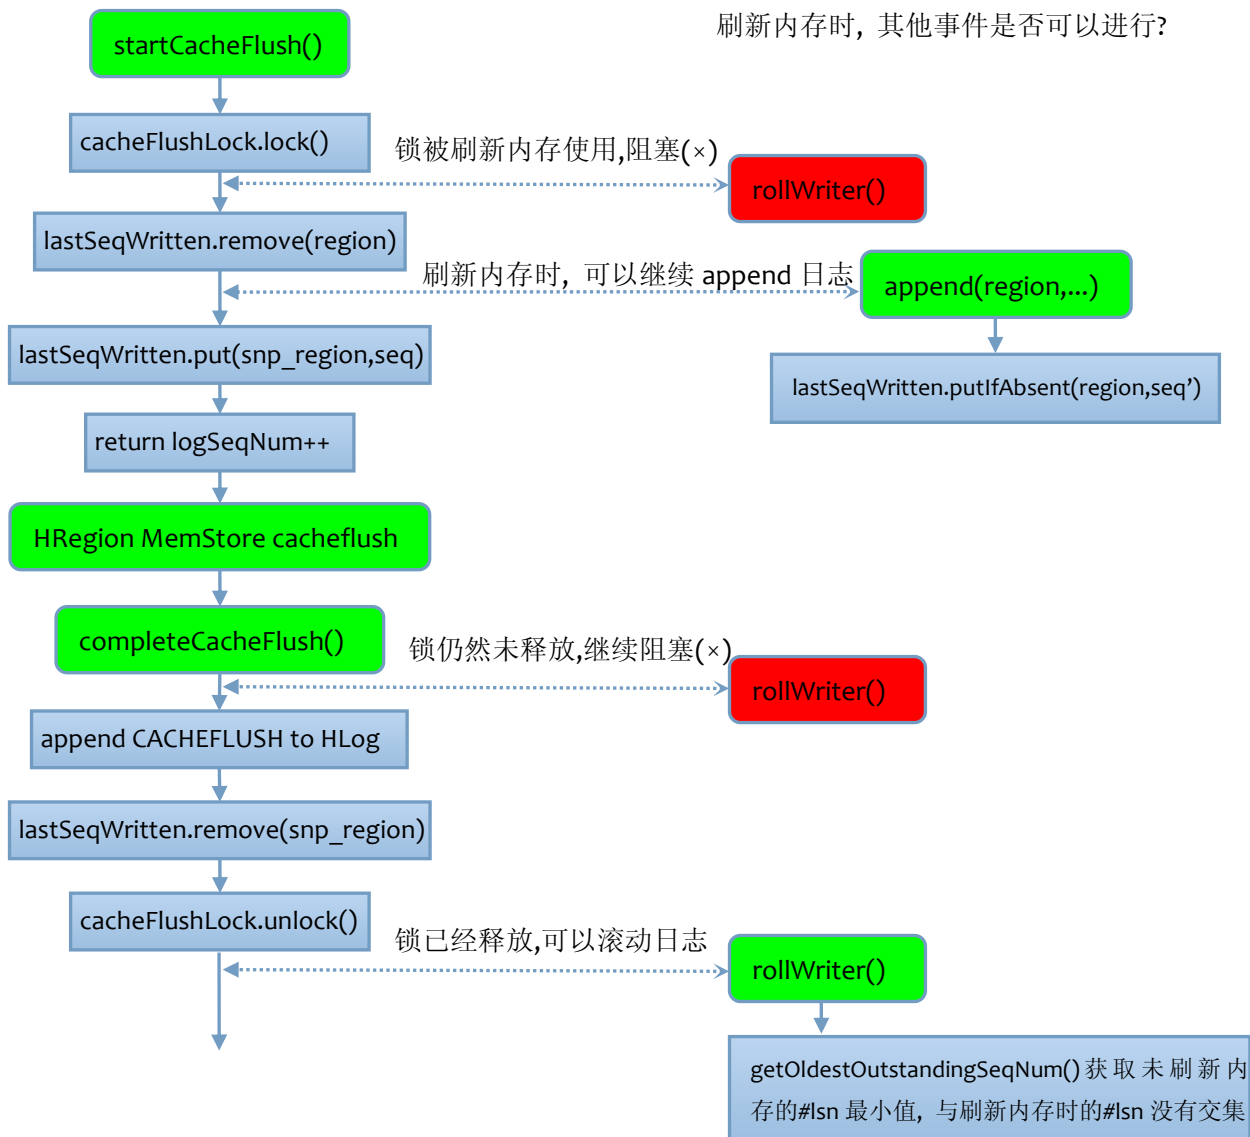 刷新内存时, 其他事件是否可以进行?
startCacheFlush()
cacheFlushLock.lock()
锁被刷新内存使用,阻塞(×)
rollWriter()
lastSeqWritten.remove(region)
刷新内存时, 可以继续 append 日志
append(region,...)
lastSeqWritten.put(snp_region,seq)
lastSeqWritten.putIfAbsent(region,seq’)
return logSeqNum++
HRegion MemStore cacheflush
completeCacheFlush()
锁仍然未释放,继续阻塞(×)
rollWriter()
append CACHEFLUSH to HLog
lastSeqWritten.remove(snp_region)
cacheFlushLock.unlock()
锁已经释放,可以滚动日志
rollWriter()
getOldestOutstandingSeqNum()获取未刷新内
存的#lsn 最小值, 与刷新内存时的#lsn 没有交集